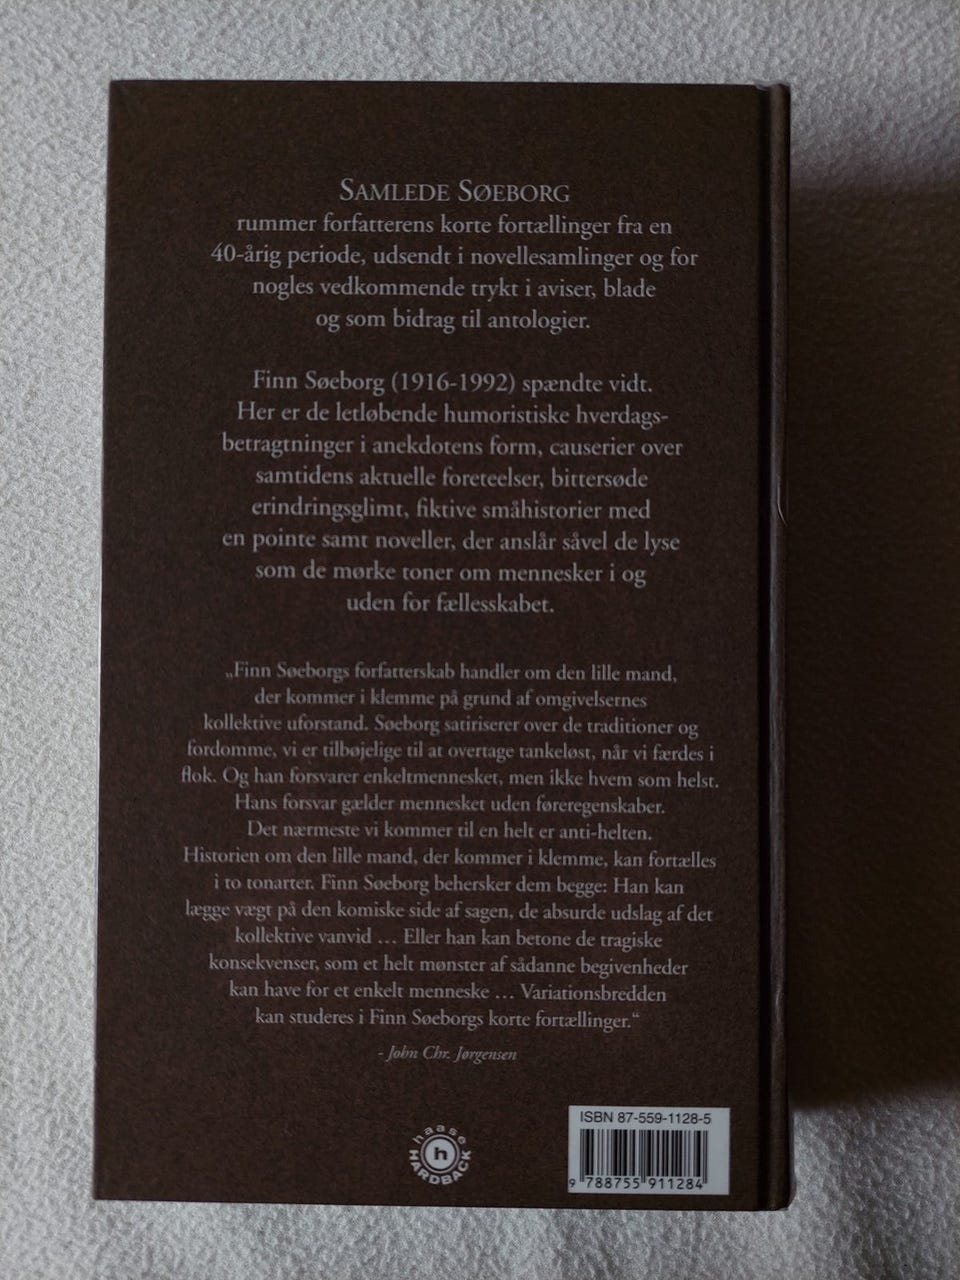 SAMLEDE SØEBORG
rummer forfatterens korte fortællinger fra en
40-årig periode, udsendt i novellesamlinger og for
nogles vedkommende trykt i aviser, blade
og som bidrag til antologier.
Finn Søeborg (1916-1992) spændte vidt.
Her er de letløbende humoristiske hverdags-
betragtninger i anekdotens form, causerier over
samtidens aktuelle foreteelser, bittersøde
erindringsglimt, fiktive småhistorier med
en pointe samt noveller, der anslår såvel de lyse
som de mørke toner om mennesker i og
uden for fællesskabet.
„Finn Søeborgs forfatterskab handler om den lille mand,
der kommer i klemme på grund af omgivelsernes
kollektive uforstand. Søeborg satiriserer over de traditioner og
fordomme, vi er tilbøjelige til at overtage tankeløst, når vi færdes i
flok. Og han forsvarer enkeltmennesket, men ikke hvem som helst.
Hans forsvar gælder mennesket uden føreregenskaber.
Det nærmeste vi kommer til en helt er anti-helten.
Historien om den lille mand, der kommer i klemme, kan fortælles
i to tonarter. Finn Søeborg behersker dem begge: Han kan
lægge vægt på den komiske side af sagen, de absurde udslag af det
kollektive vanvid … Eller han kan betone de tragiske
konsekvenser, som et helt mønster af sådanne begivenheder
kan have for et enkelt menneske … Variationsbredden
kan studeres i Finn Søeborgs korte fortællinger.“
- John Chr. Jørgensen
haase
h
HARDBACK
ISBN 87-559-1128-5
9 788755 911284